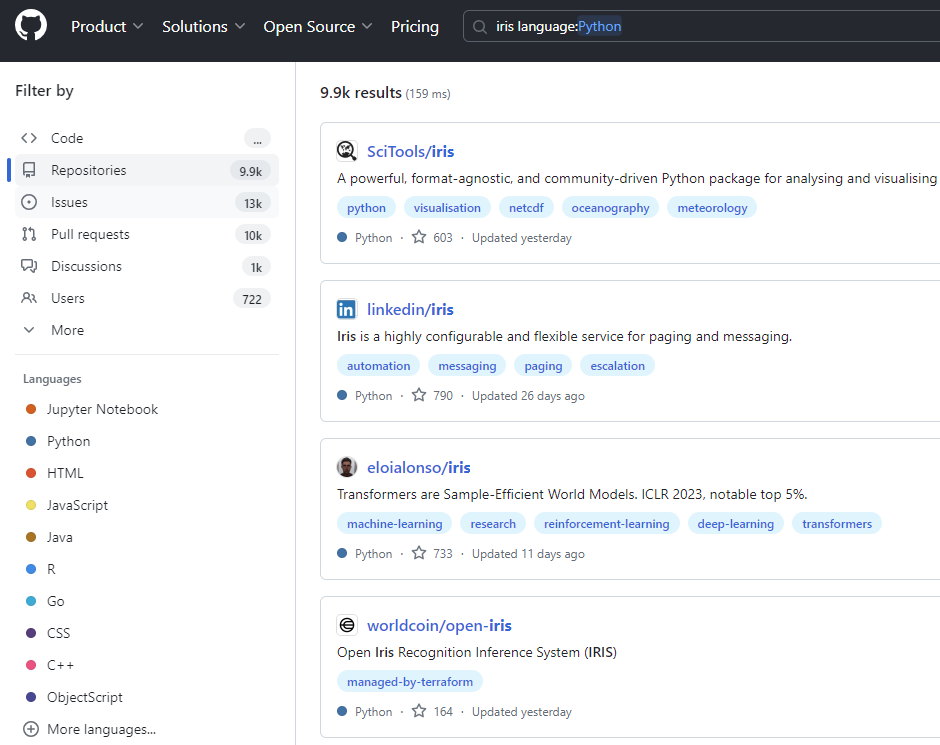 Product Solutions Open Source Pricing iris language:Python
Filter by
Code ...
Repositories 9.9k
Issues 13k
Pull requests 10k
Discussions 1k
Users 722
More
Languages
Jupyter Notebook
Python
HTML
JavaScript
Java
R
Go
CSS
C++
ObjectScript
More languages...
9.9k results (159 ms)
SciTools/iris
A powerful, format-agnostic, and community-driven Python package for analysing and visualising
python visualisation netcdf oceanography meteorology
Python · 603 · Updated yesterday
in linkedin/iris
Iris is a highly configurable and flexible service for paging and messaging.
automation messaging paging escalation
Python · 790 · Updated 26 days ago
eloialonso/iris
Transformers are Sample-Efficient World Models. ICLR 2023, notable top 5%.
machine-learning research reinforcement-learning deep-learning transformers
Python · 733 · Updated 11 days ago
worldcoin/open-iris
Open Iris Recognition Inference System (IRIS)
managed-by-terraform
Python · 164 · Updated yesterday